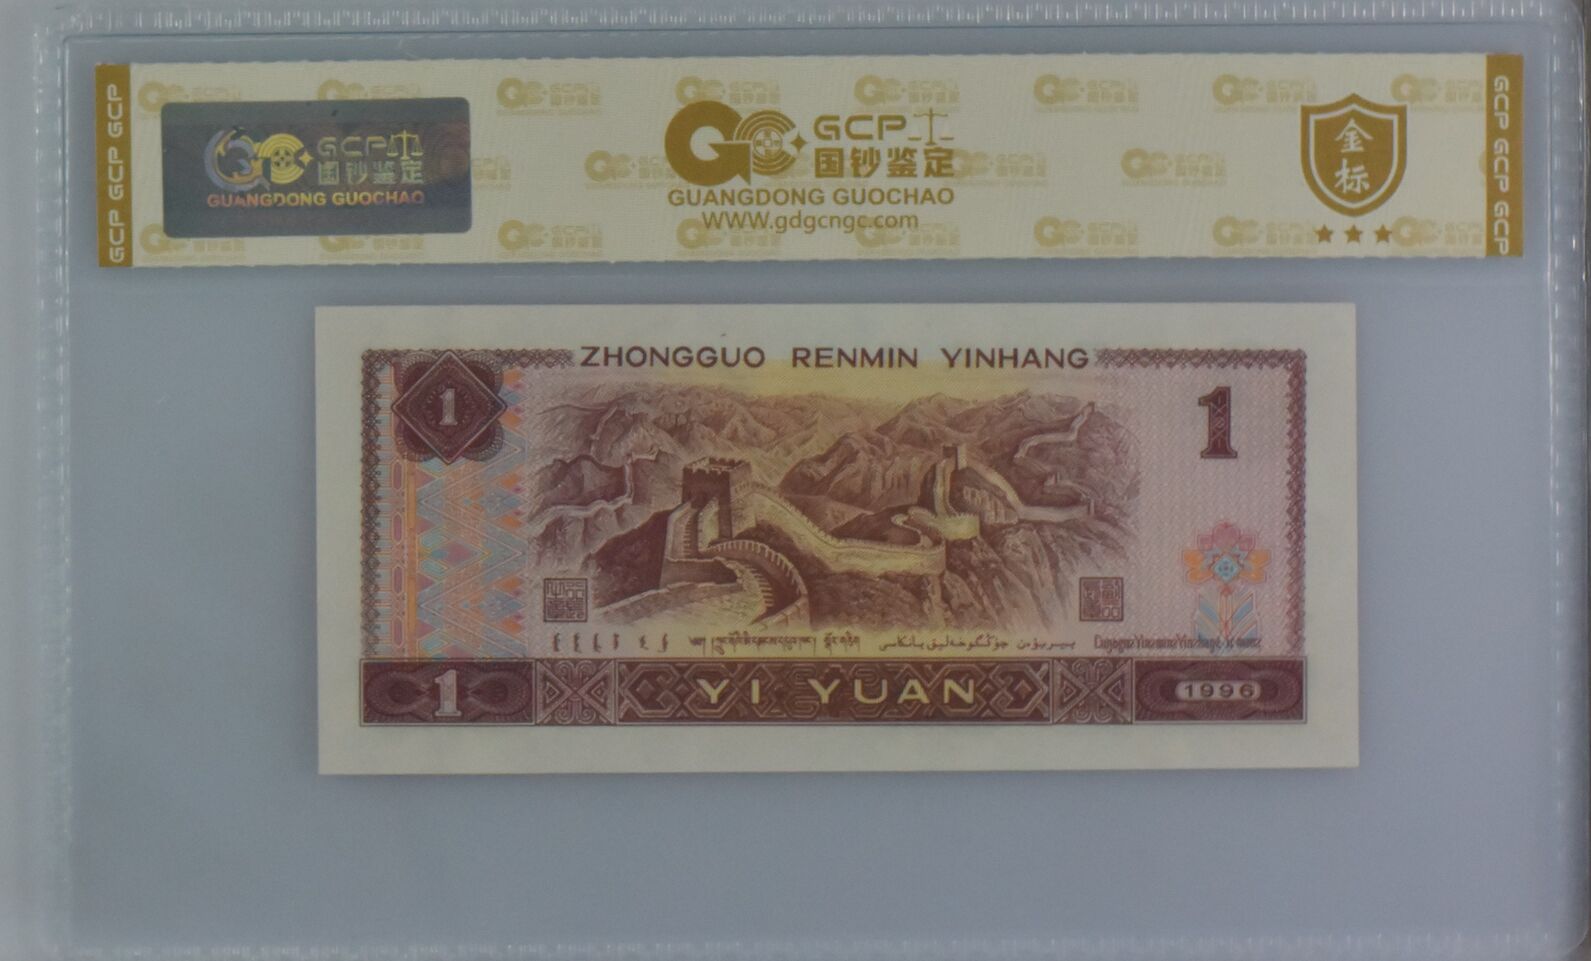 GCP GCP GCP
GCP
国钞鉴定
GUANGDONG GUOCHAO
GCP
国钞鉴定
GUANGDONG GUOCHAO
WWW.gdgcngc.com
金标
GCP GCP GCP
ZHONGGUO RENMIN YINHANG
1
1
1
YI YUAN
1996